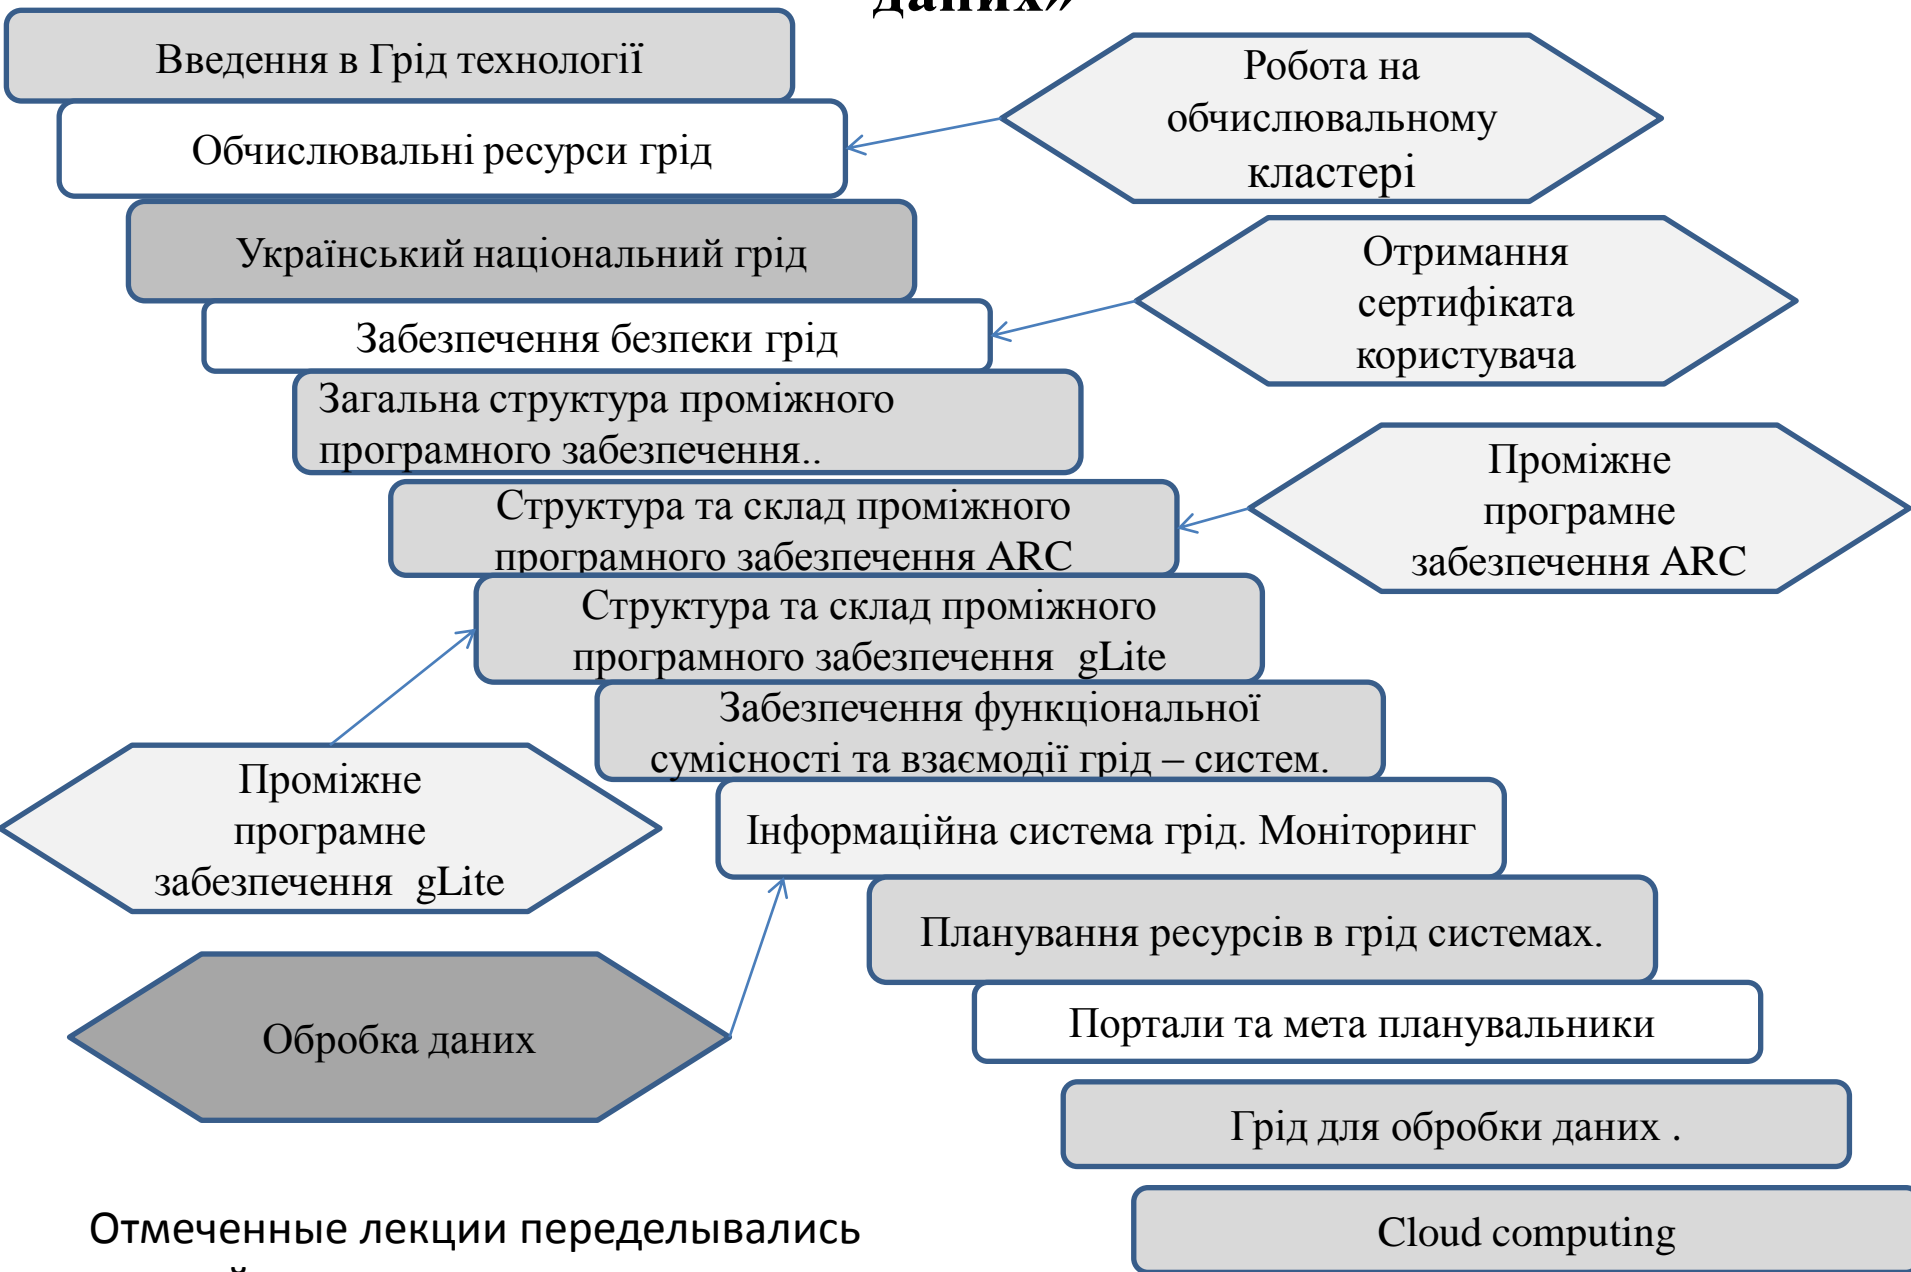 даних»
Введення в Грід технології
Робота на
обчислювальному
кластері
Обчислювальні ресурси грід
Український національний грід
Отримання
сертифіката
користувача
Забезпечення безпеки грід
Загальна структура проміжного
програмного забезпечення..
Структура та склад проміжного
програмного забезпечення ARC
Проміжне
програмне
забезпечення ARC
Структура та склад проміжного
програмного забезпечення gLite
Забезпечення функціональної
сумісності та взаємодії грід – систем.
Проміжне
програмне
забезпечення gLite
Інформаційна система грід. Моніторинг
Планування ресурсів в грід системах.
Обробка даних
Портали та мета планувальники
Грід для обробки даних .
Cloud computing
Отмеченные лекции переделывались